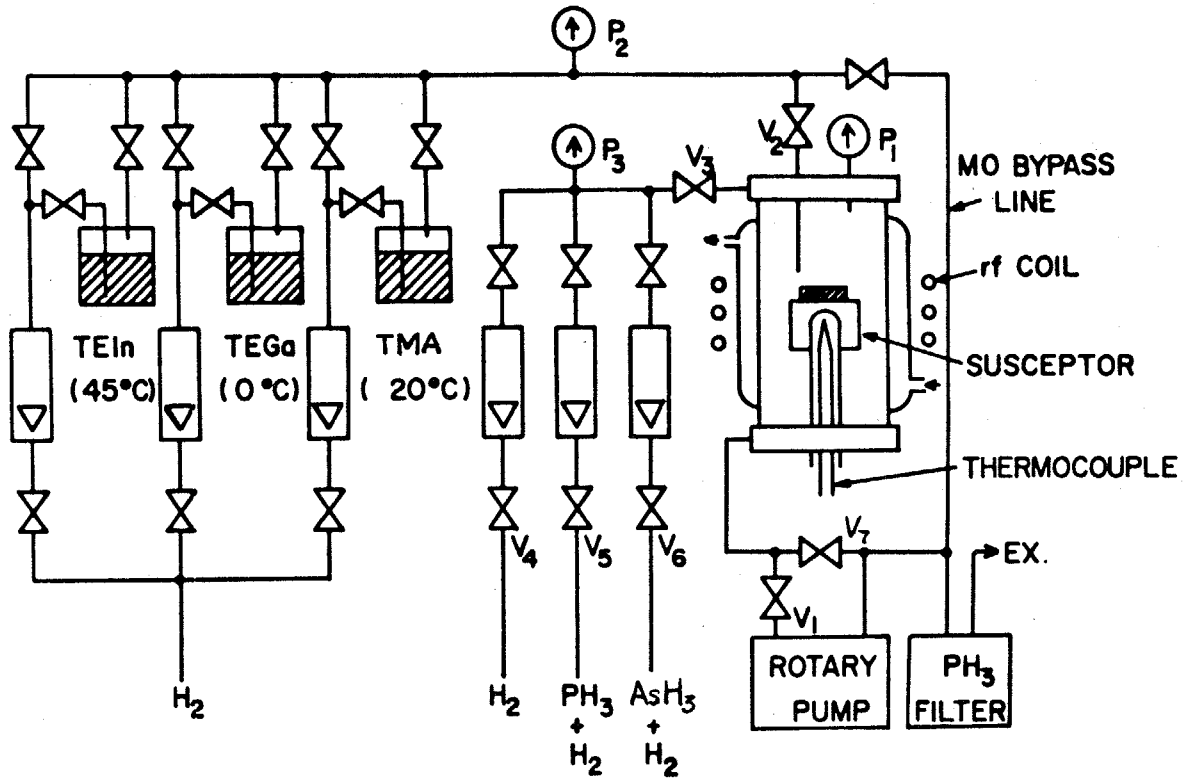 P2
P3
V3
V2
P1
MO BYPASS
LINE
rf COIL
TEIn
(45°C)
TEGa
(0°C)
TMA
( 20°C)
SUSCEPTOR
THERMOCOUPLE
V4
V5
V6
V7
EX.
V1
ROTARY
PUMP
PH3
FILTER
H2
H2
PH3
+
H2
AsH3
+
H2